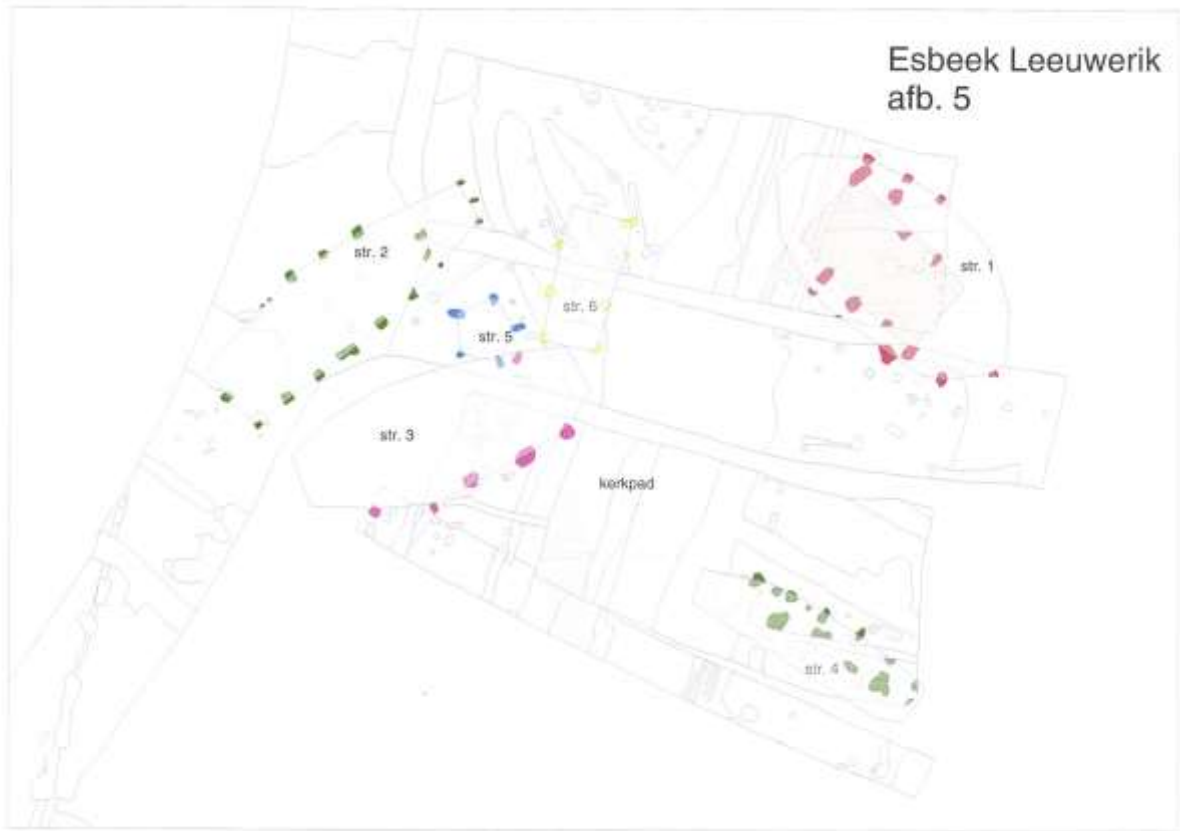 Esbeek Leeuwerik
afb. 5
str. 2
str. 1
str. 6
str. 5
str. 3
kerkpad
str. 4